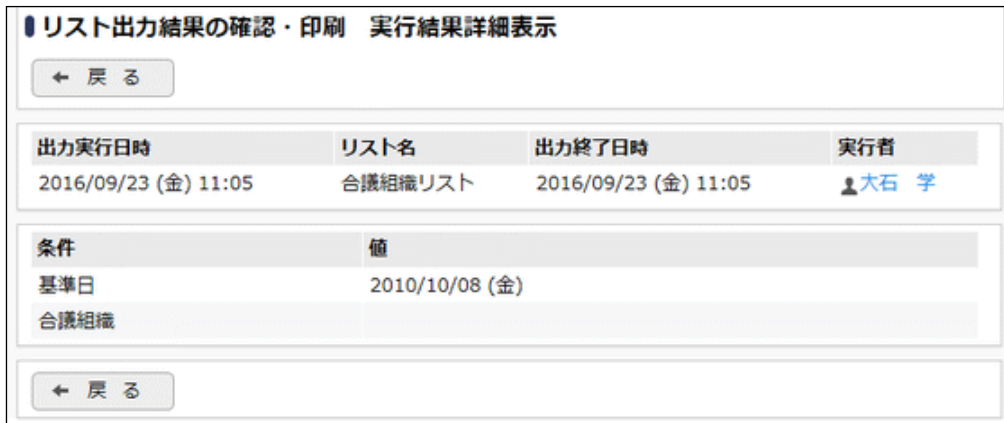 リスト出力結果の確認・印刷　実行結果詳細表示
← 戻 る
出力実行日時 リスト名 出力終了日時 実行者
2016/09/23 (金) 11:05 合議組織リスト 2016/09/23 (金) 11:05 大石　学
条件 値
基準日 2010/10/08 (金)
合議組織
← 戻 る